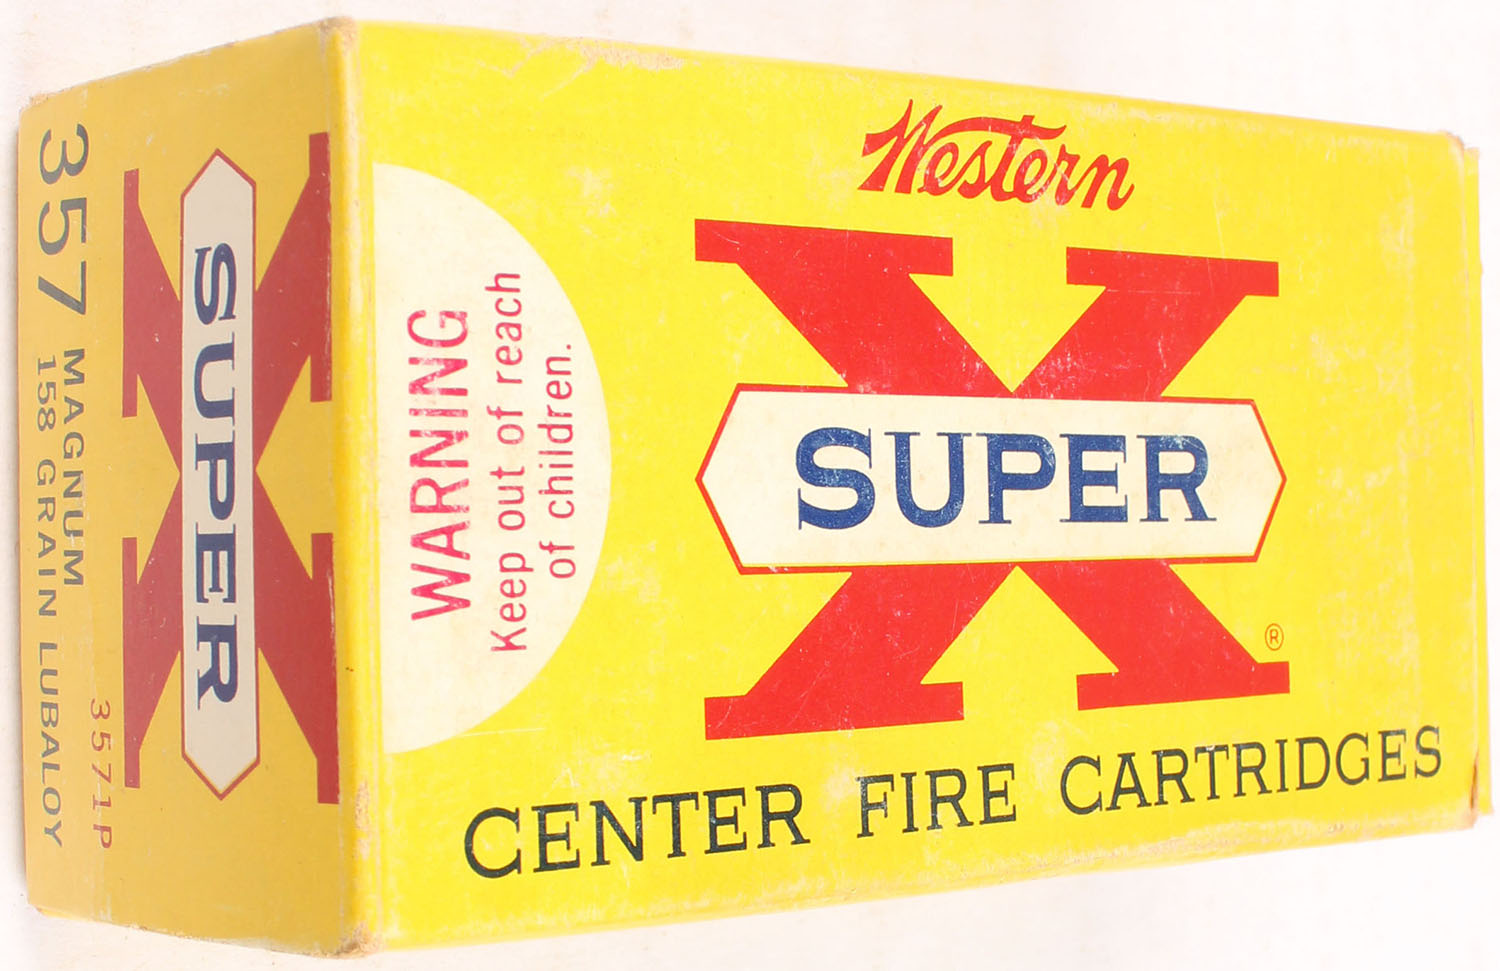 Western
SUPER
X
®
CENTER FIRE CARTRIDGES
WARNING
Keep out of reach
of children.
X
SUPER
357 MAGNUM
158 GRAIN LUBALOY
3571P